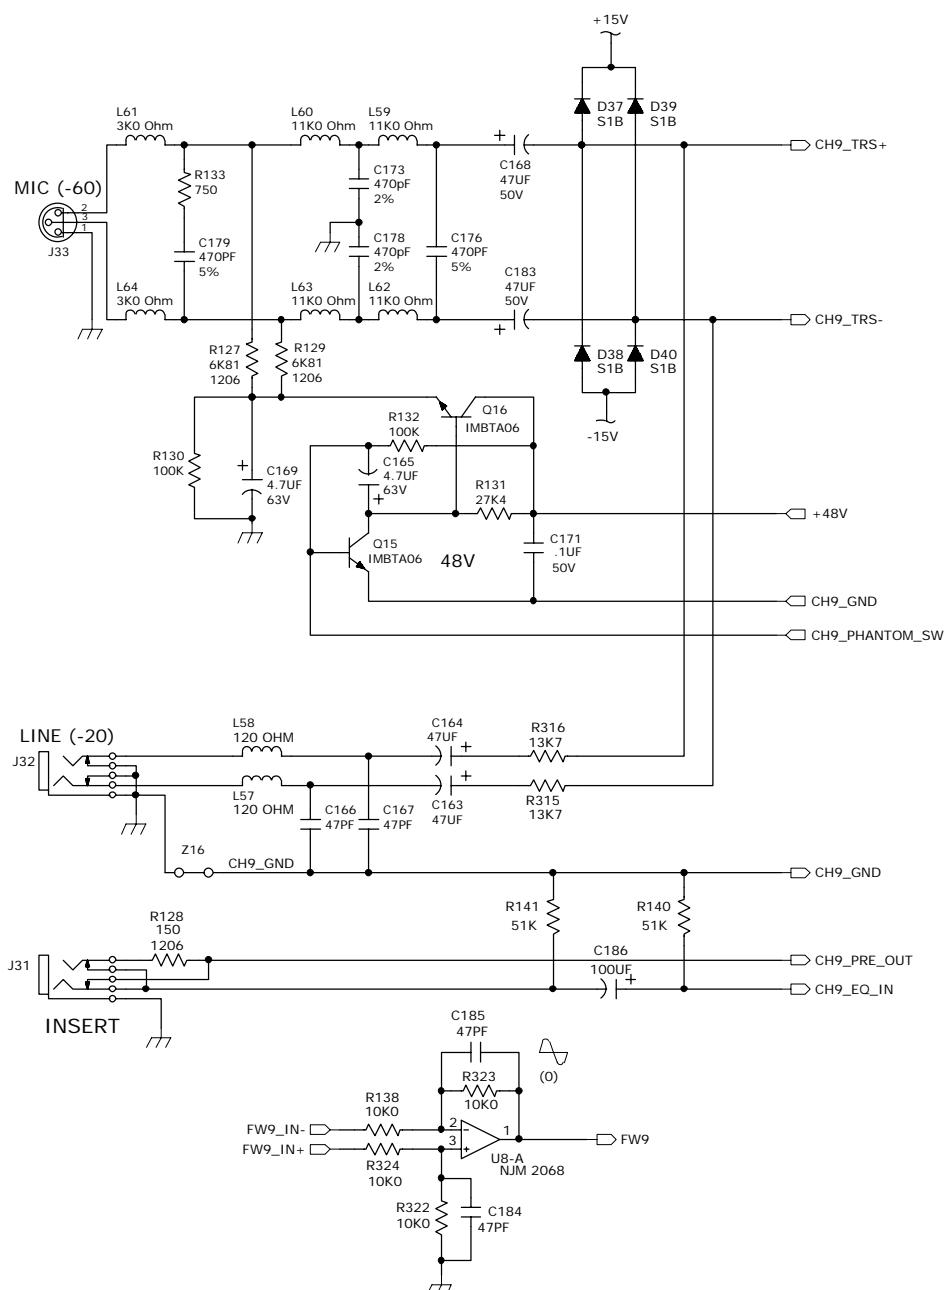 +15V
L61
3K0 Ohm
L60
11K0 Ohm
L59
11K0 Ohm
D37
S1B
D39
S1B
+
C168
47UF
50V
CH9_TRS+
R133
750
C173
470pF
2%
MIC (-60)
2
3
1
J33
C179
470PF
5%
C178
470pF
2%
C176
470PF
5%
C183
47UF
50V
L64
3K0 Ohm
L63
11K0 Ohm
L62
11K0 Ohm
+
CH9_TRS-
R127
6K81
1206
R129
6K81
1206
D38
S1B
D40
S1B
-15V
Q16
IMBTA06
R132
100K
R130
100K
+
C169
4.7UF
63V
C165
4.7UF
63V
+
R131
27K4
+48V
Q15
IMBTA06
48V
C171
.1UF
50V
CH9_GND
CH9_PHANTOM_SW
LINE (-20)
J32
L58
120 OHM
C164
47UF
+
R316
13K7
L57
120 OHM
C166
47PF
C167
47PF
C163
47UF
+
R315
13K7
Z16
CH9_GND
CH9_GND
R141
51K
R140
51K
R128
150
1206
C186
100UF
+
J31
CH9_PRE_OUT
CH9_EQ_IN
INSERT
C185
47PF
(0)
R323
10K0
R138
10K0
FW9_IN-
FW9_IN+
2
-
3
+
1
FW9
U8-A
NJM 2068
R324
10K0
R322
10K0
C184
47PF